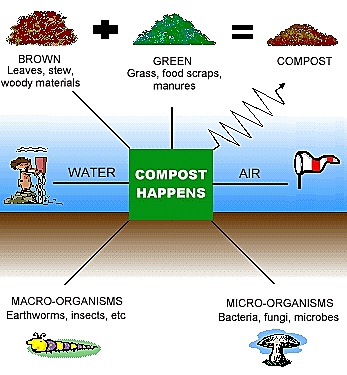 BROWN
Leaves, stew,
woody materials
GREEN
Grass, food scraps,
manures
COMPOST
WATER
COMPOST
HAPPENS
AIR
MACRO-ORGANISMS
Earthworms, insects, etc
MICRO-ORGANISMS
Bacteria, fungi, microbes